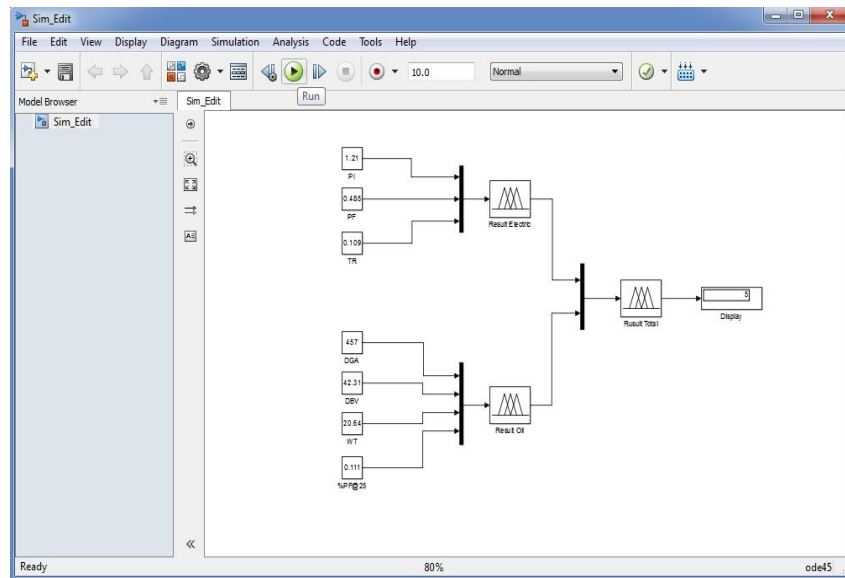 Sim_Edit
File Edit View Display Diagram Simulation Analysis Code Tools Help
10.0 Normal
Model Browser Sim_Edit Run
Sim_Edit
1.21
PI
0.485
PF
0.109
TR
Result Electric
457
DGA
42.31
DBV
20.64
WT
0.111
%PF@25
Result Oil
Rusult Total
5
Display
Ready 80% ode45